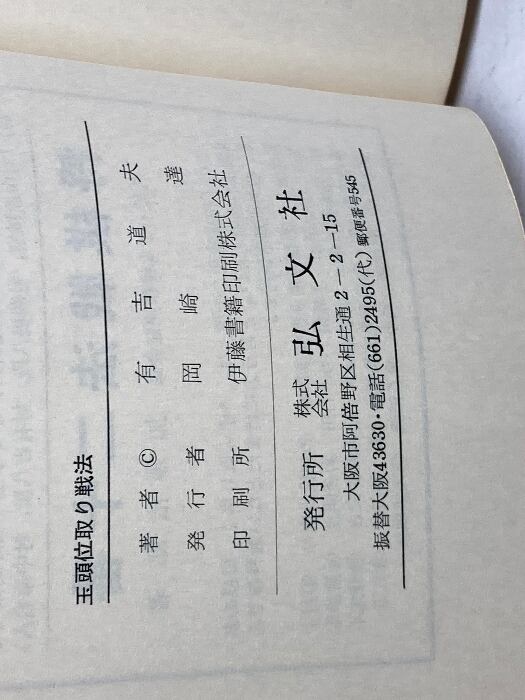 玉頭位取り戦法
著者 © 有吉道夫
発行者 岡崎達
印刷所 伊藤書籍印刷株式会社
発行所 株式会社 弘文社
大阪市阿倍野区相生通2-2-15
振替大阪43630・電話(661)2495(代) 郵便番号545